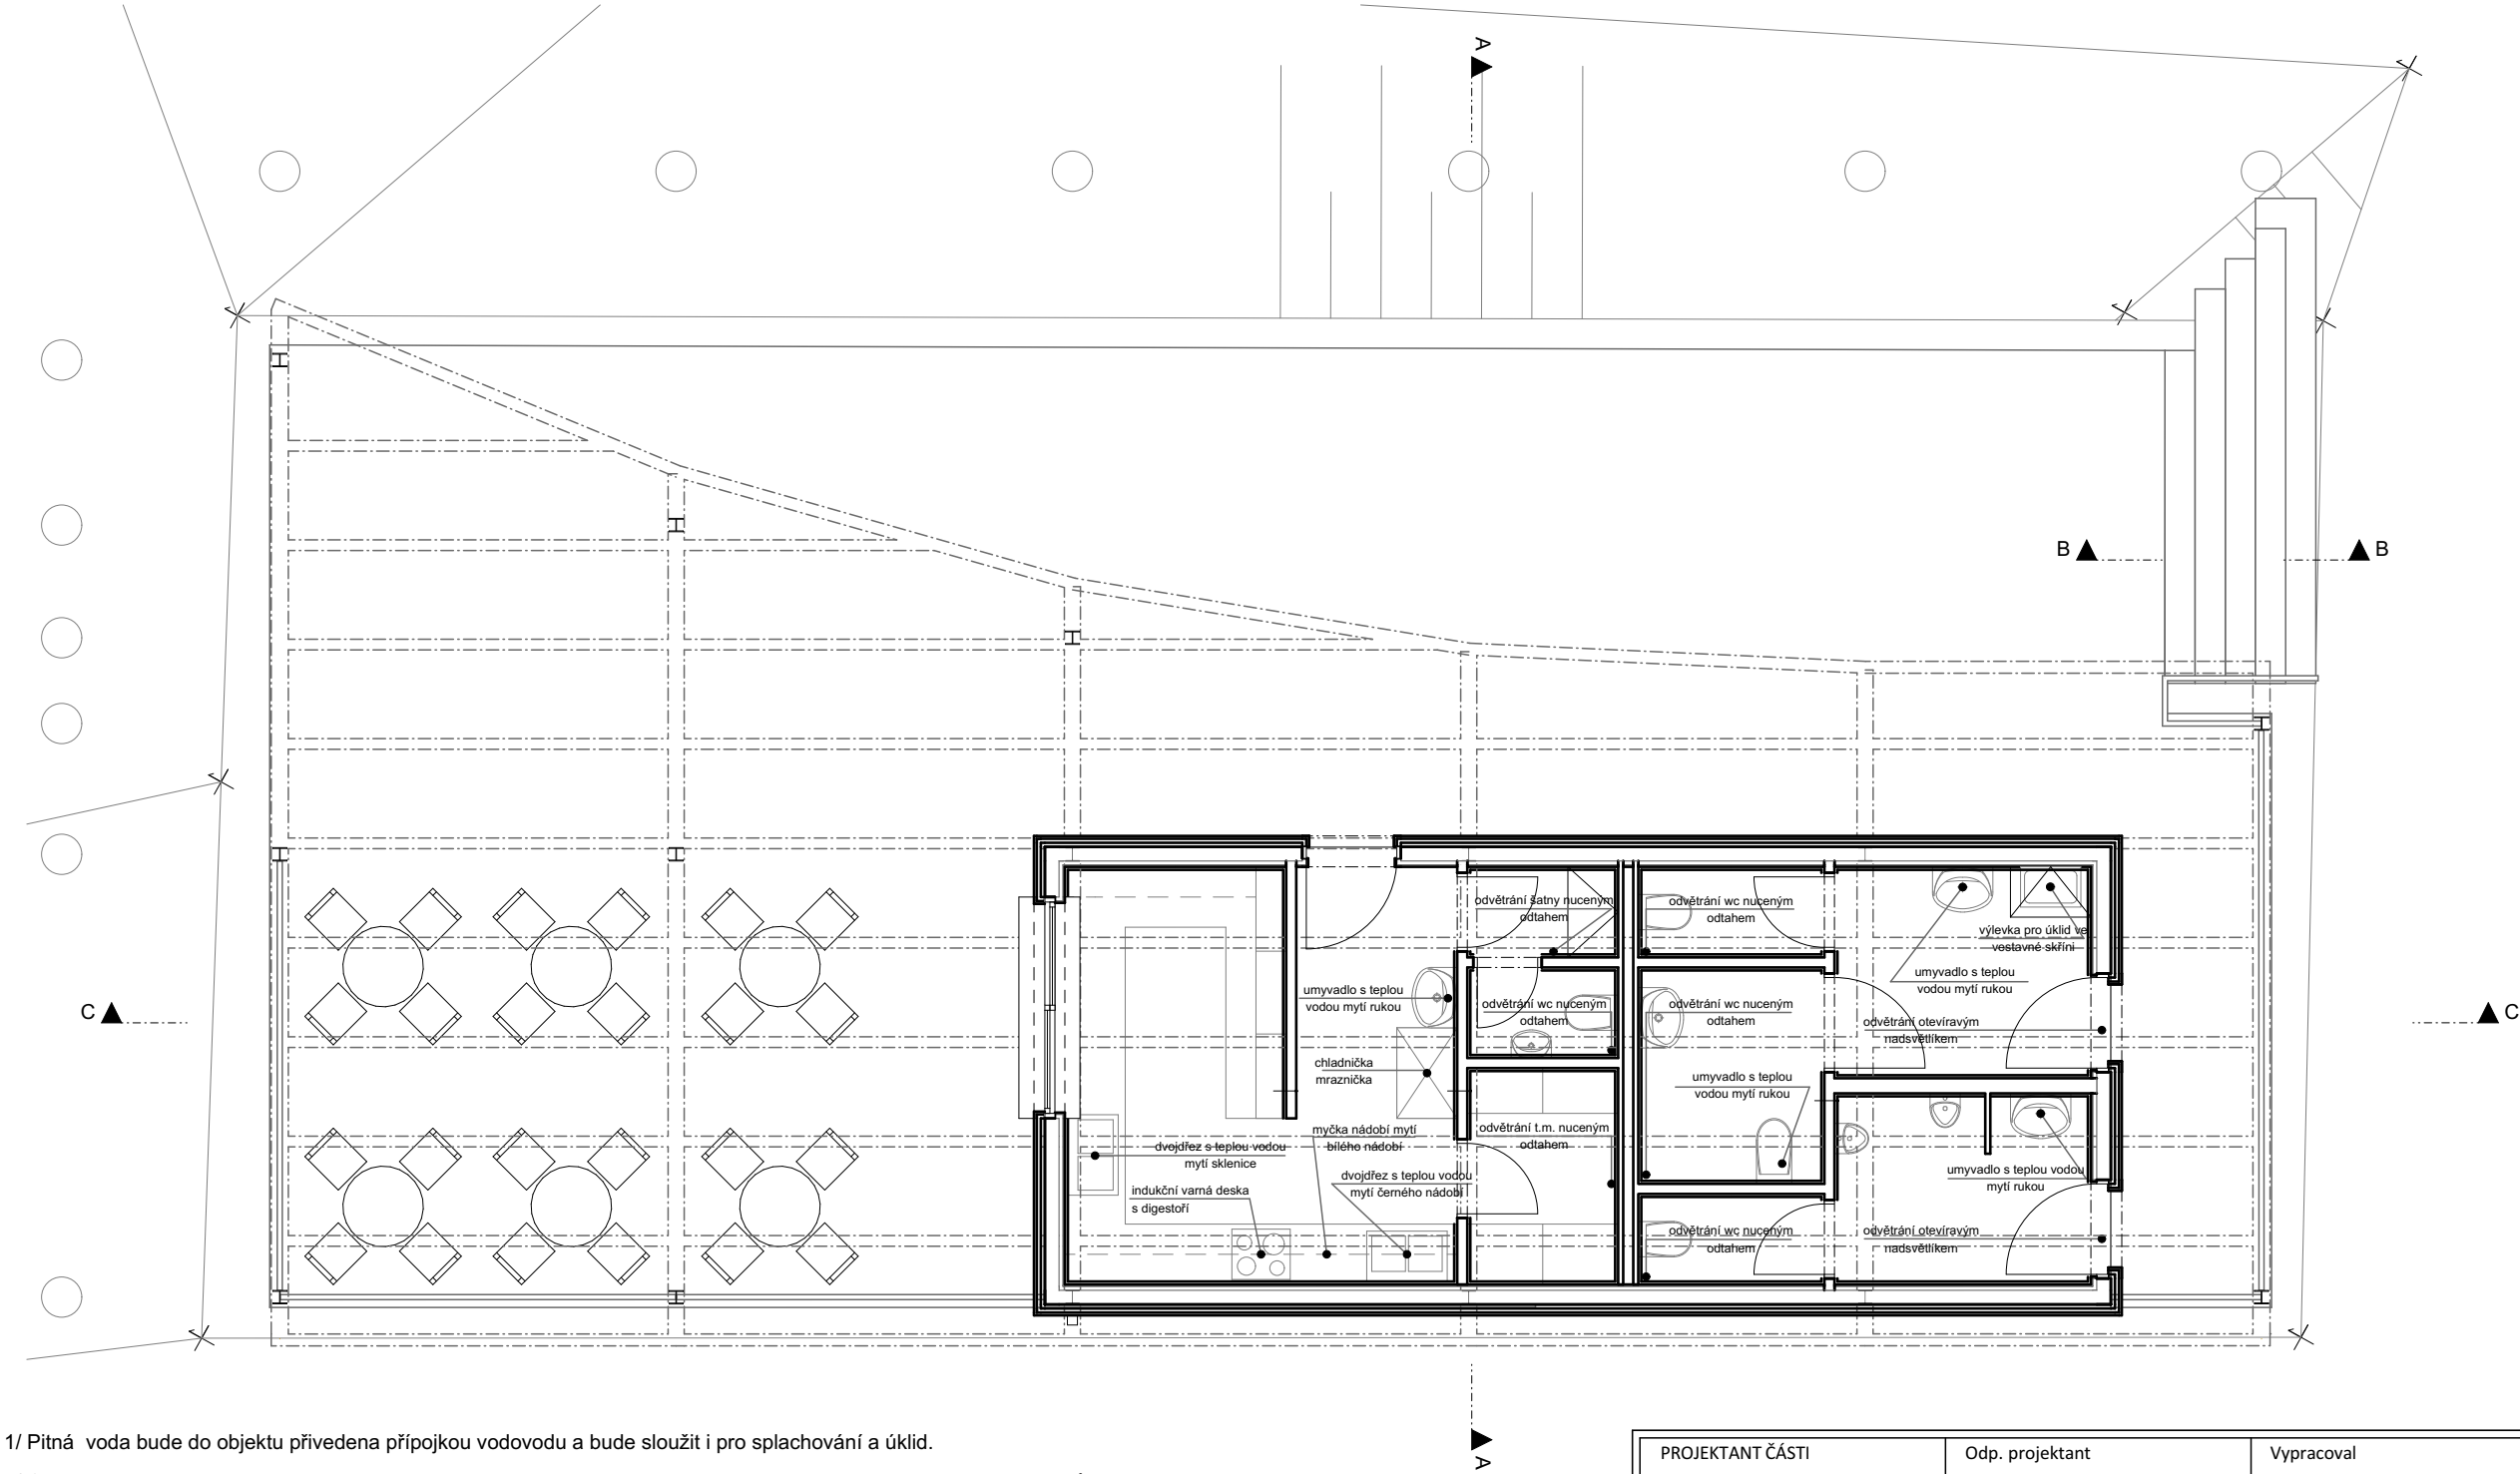 A
B
B
odvětrání šatny nuceným
odtahem
odvětrání wc nuceným
odtahem
výlevka pro úklid ve
vestavné skříni
umyvadlo s teplou
vodou mytí rukou
umyvadlo s teplou
vodou mytí rukou
odvětrání wc nuceným
odtahem
odvětrání wc nuceným
odtahem
odvětrání otevíravým
nadsvětlíkem
C
C
chladnička
mraznička
umyvadlo s teplou
vodou mytí rukou
myčka nádobí mytí
bílého nádobí
odvětrání t.m. nuceným
odtahem
dvojdřez s teplou vodou
mytí sklenice
dvojdřez s teplou vodou
mytí černého nádobí
umyvadlo s teplou vodou
mytí rukou
indukční varná deska
s digestoří
odvětrání wc nuceným
odtahem
odvětrání otevíravým
nadsvětlíkem
1/ Pitná voda bude do objektu přivedena přípojkou vodovodu a bude sloužit i pro splachování a úklid.
A
PROJEKTANT ČÁSTI
Odp. projektant
Vypracoval